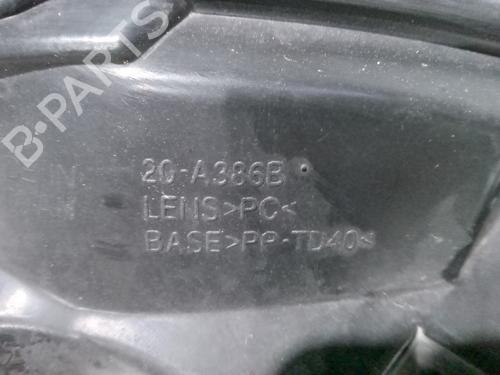 B-PARTS
20-A386B
LENS>PC<
BASE>PP-TD40<